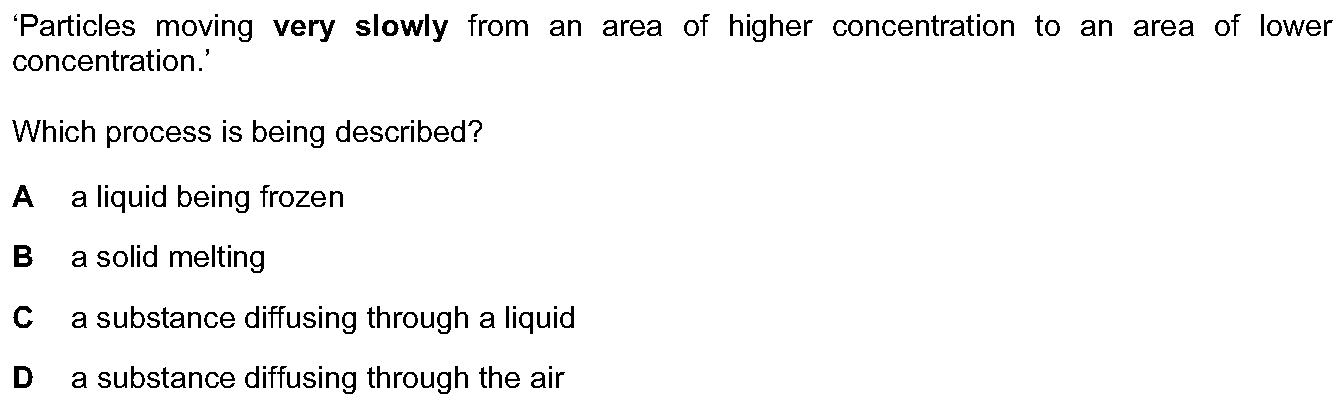 ‘Particles moving very slowly from an area of higher concentration to an area of lower
concentration.’
Which process is being described?
A a liquid being frozen
B a solid melting
C a substance diffusing through a liquid
D a substance diffusing through the air